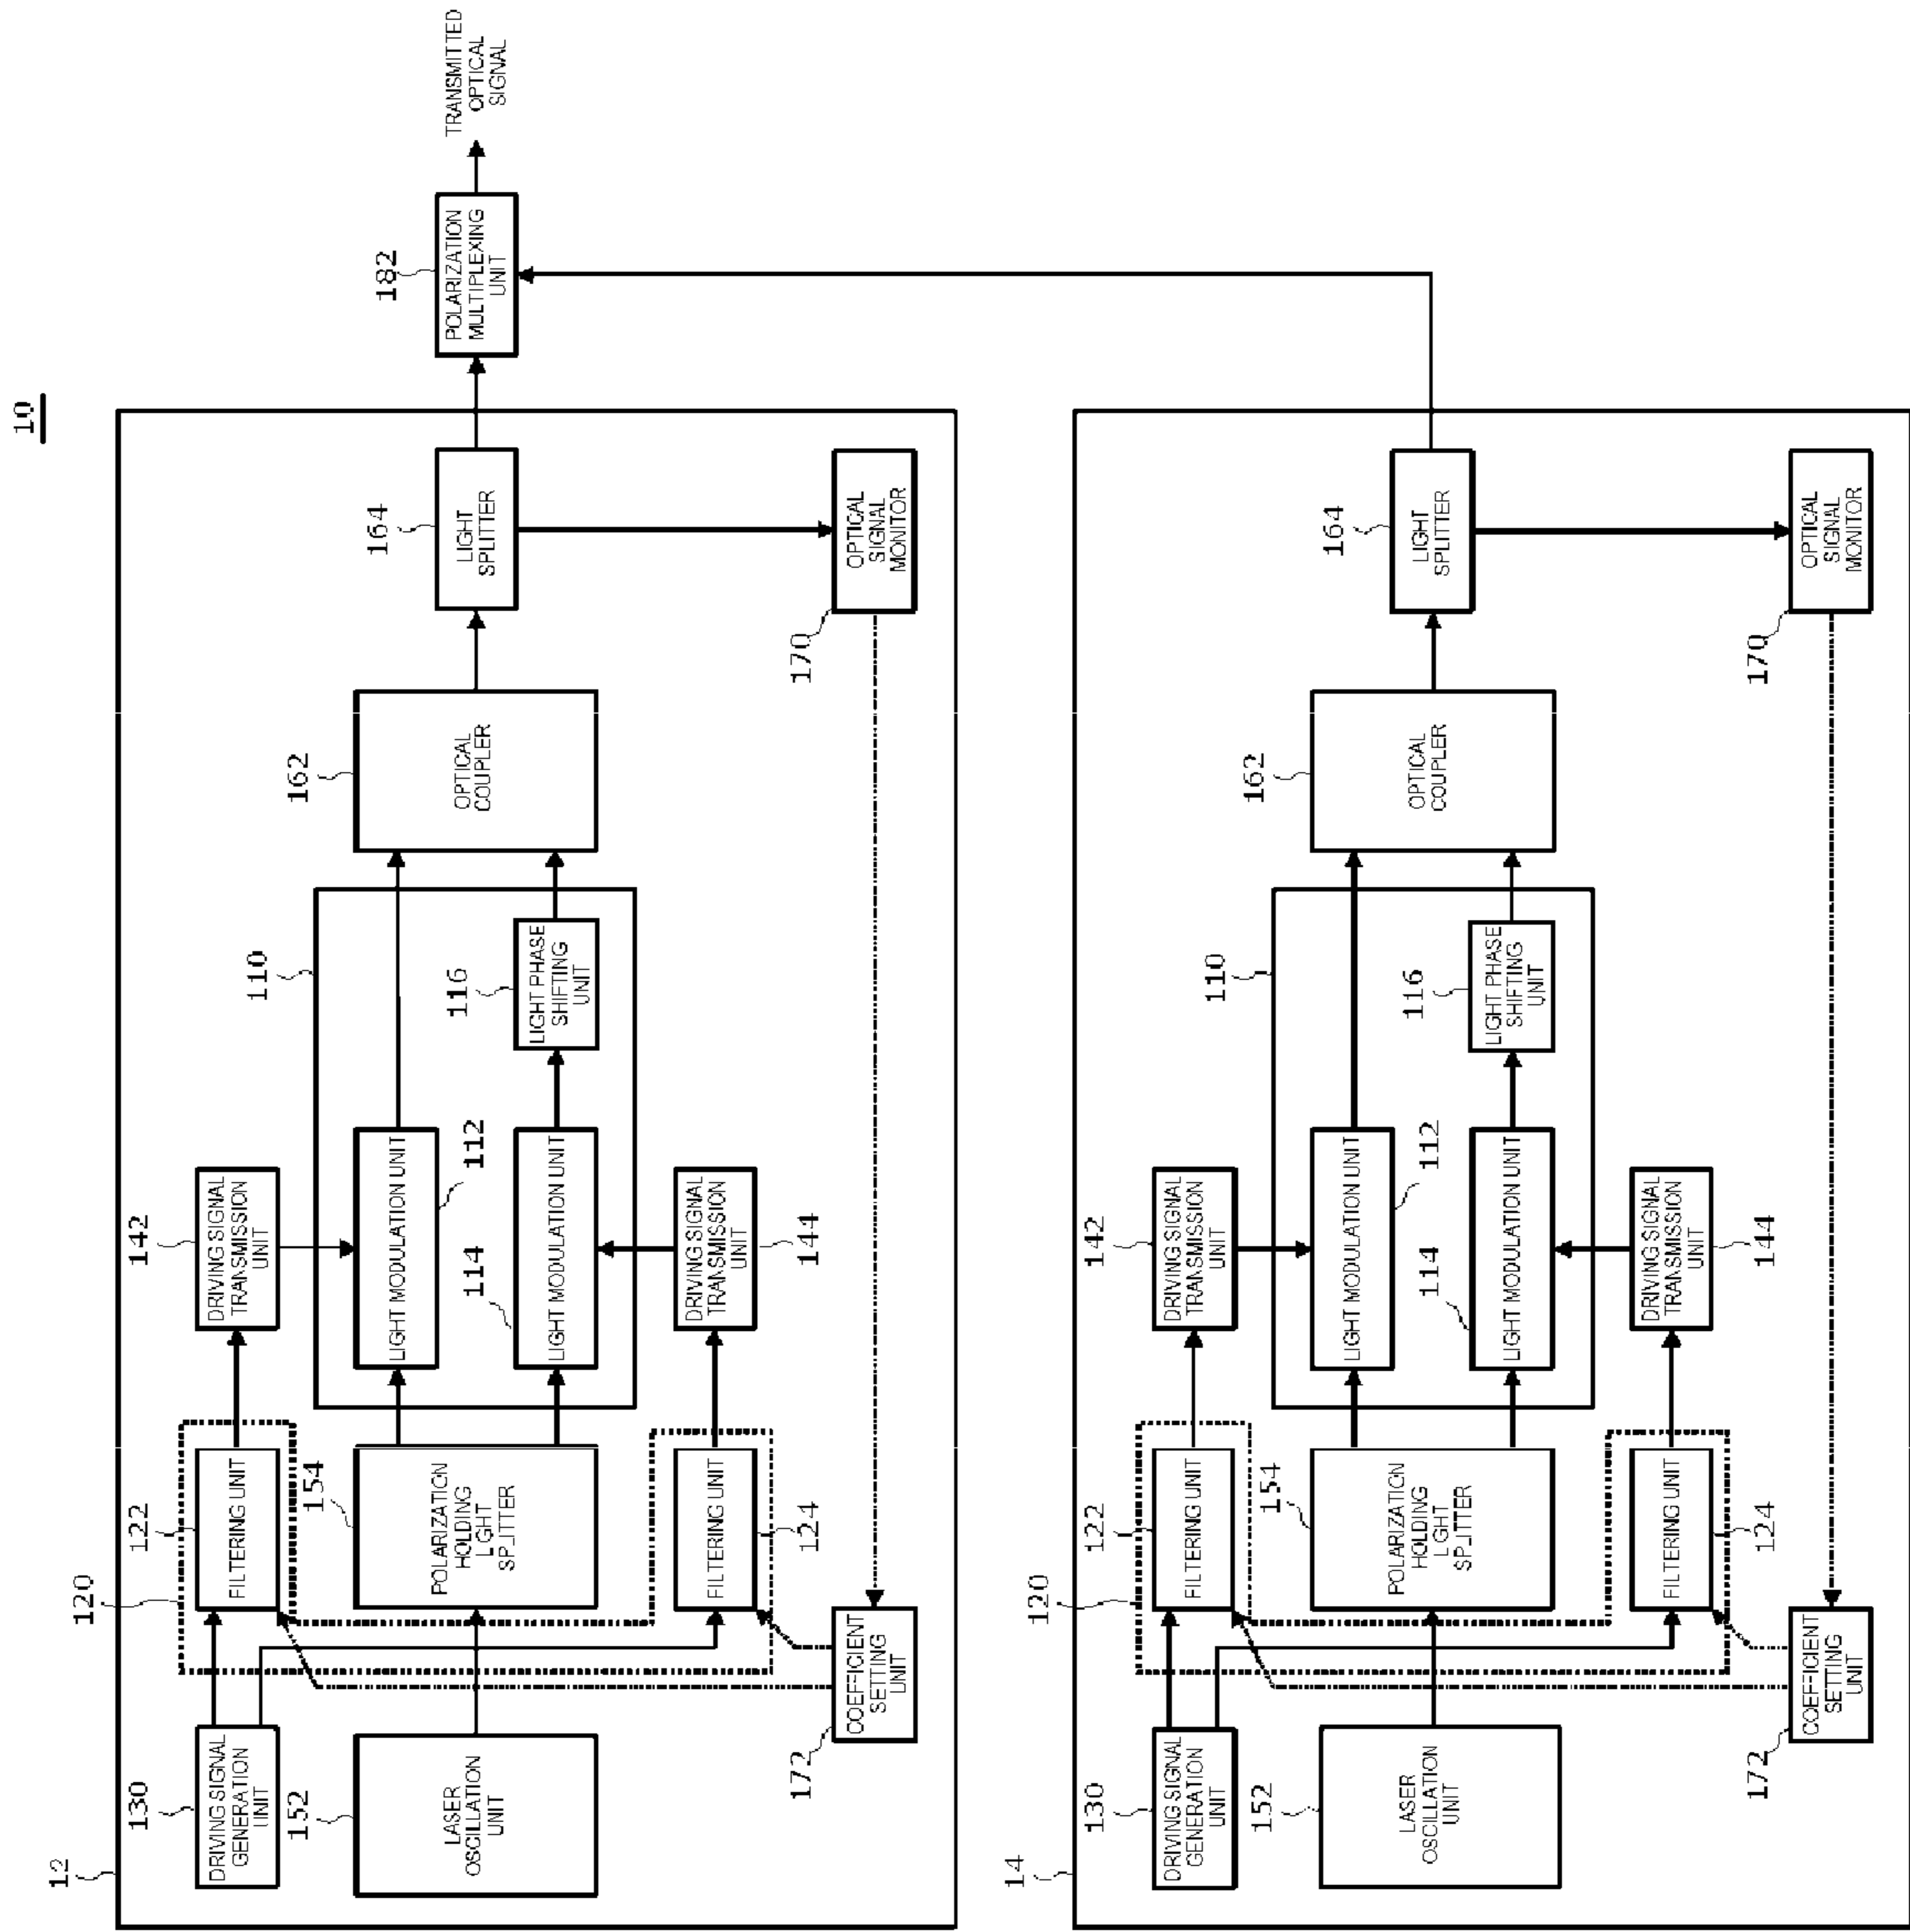 10
12
130
DRIVING SIGNAL
GENERATION
UNIT
120
122
FILTERING UNIT
142
DRIVING SIGNAL
TRANSMISSION
UNIT
152
LASER
OSCILLATION
UNIT
154
POLARIZATION
HOLDING
LIGHT
SPLITTER
110
LIGHT MODULATION UNIT
112
114
LIGHT MODULATION UNIT
116
LIGHT PHASE
SHIFTING
UNIT
162
OPTICAL
COUPLER
164
LIGHT
SPLITTER
182
POLARIZATION
MULTIPLEXING
UNIT
TRANSMITTED
OPTICAL
SIGNAL
FILTERING UNIT
124
DRIVING SIGNAL
TRANSMISSION
UNIT
144
172
COEFFICIENT
SETTING
UNIT
170
OPTICAL
SIGNAL
MONITOR
14
130
DRIVING SIGNAL
GENERATION
UNIT
120
122
FILTERING UNIT
142
DRIVING SIGNAL
TRANSMISSION
UNIT
152
LASER
OSCILLATION
UNIT
154
POLARIZATION
HOLDING
LIGHT
SPLITTER
110
LIGHT MODULATION UNIT
112
114
LIGHT MODULATION UNIT
116
LIGHT PHASE
SHIFTING
UNIT
162
OPTICAL
COUPLER
164
LIGHT
SPLITTER
FILTERING UNIT
124
DRIVING SIGNAL
TRANSMISSION
UNIT
144
172
COEFFICIENT
SETTING
UNIT
170
OPTICAL
SIGNAL
MONITOR